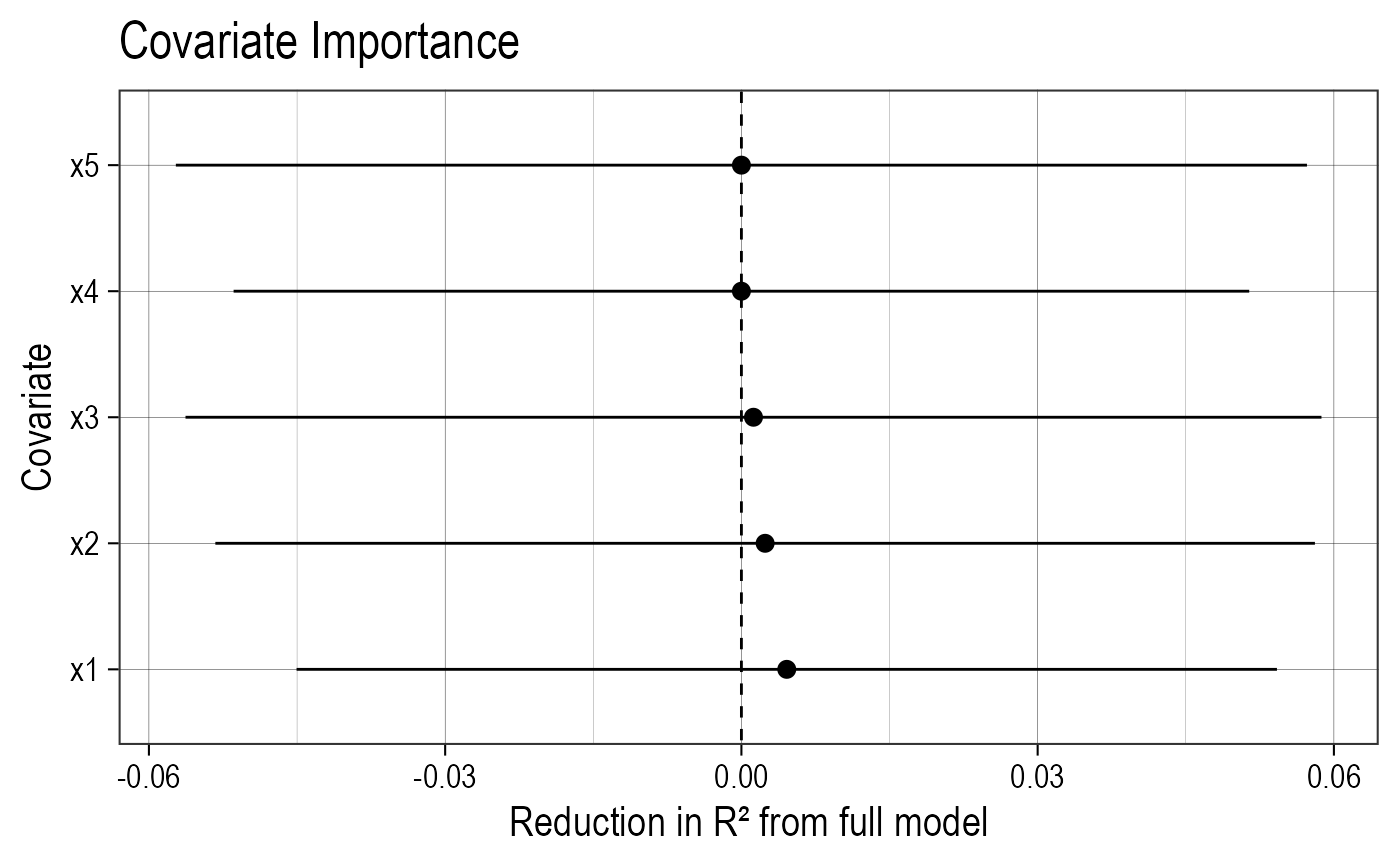 Covariate Importance
Covariate
x5
x4
x3
x2
x1
-0.06 -0.03 0.00 0.03 0.06
Reduction in R² from full model